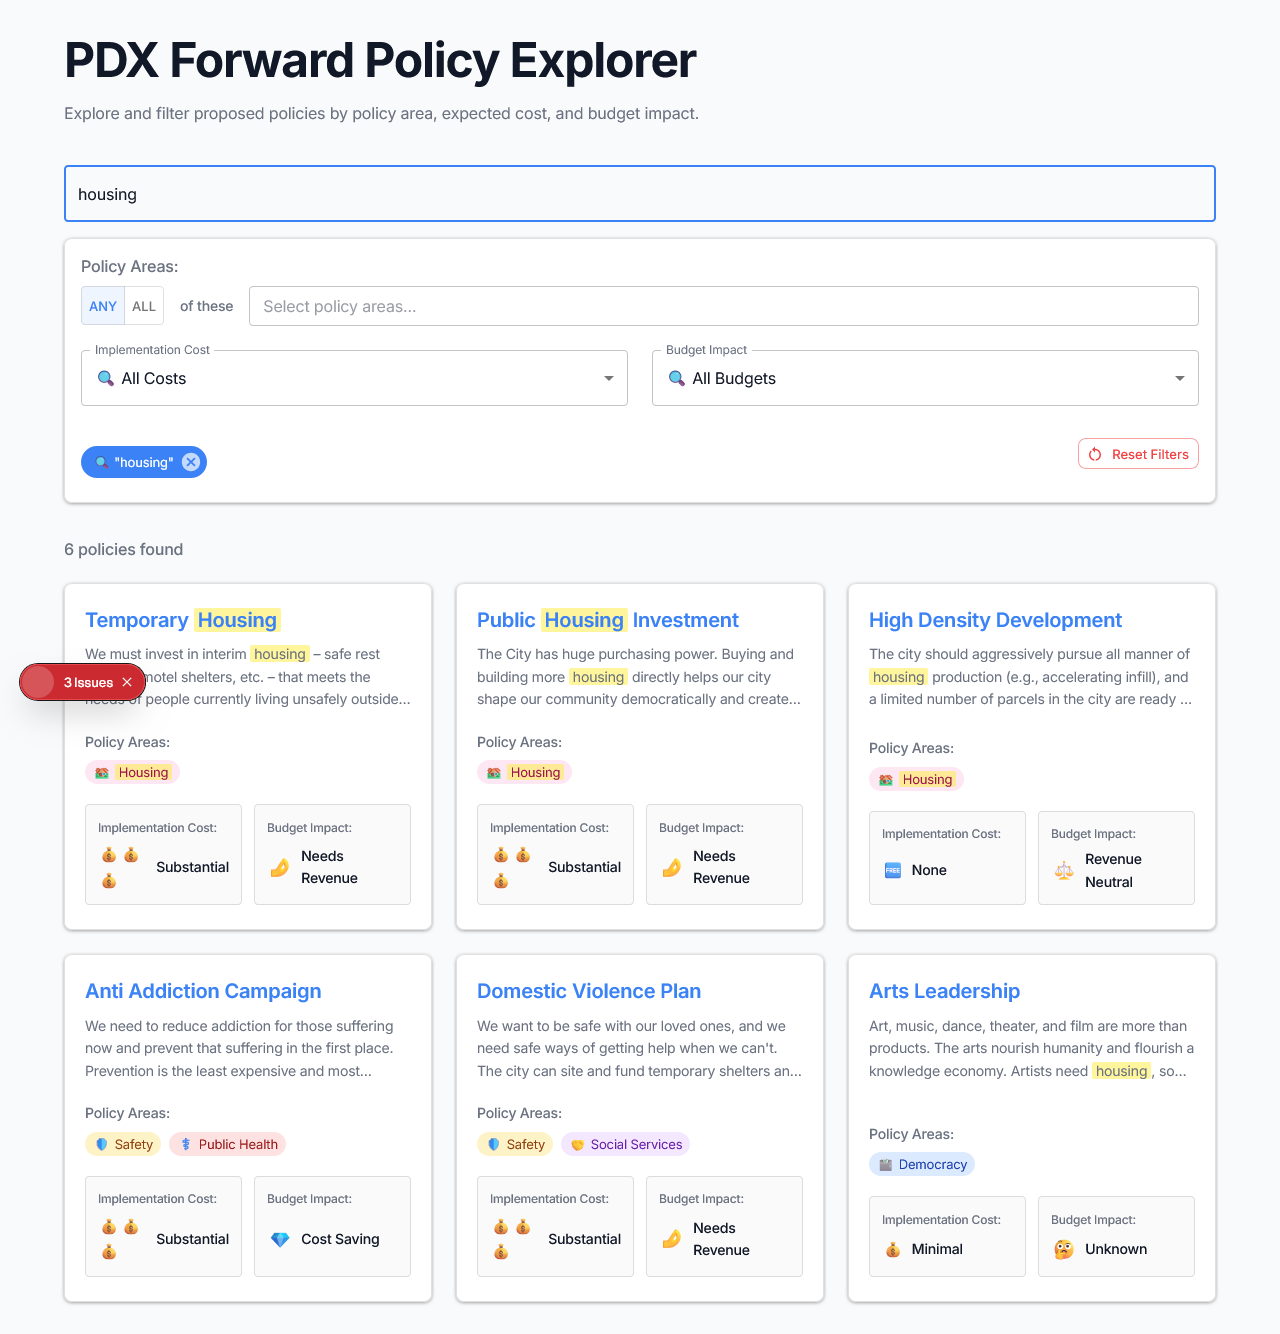 PDX Forward Policy Explorer
Explore and filter proposed policies by policy area, expected cost, and budget impact.
housing
Policy Areas:
ANY ALL of these Select policy areas...
Implementation Cost
All Costs
Budget Impact
All Budgets
"housing"
Reset Filters
6 policies found
Temporary Housing
We must invest in interim housing – safe rest
motel shelters, etc. – that meets the
needs of people currently living unsafely outside...
Policy Areas:
Housing
Implementation Cost:
Substantial
Budget Impact:
Needs
Revenue
3 Issues
Public Housing Investment
The City has huge purchasing power. Buying and
building more housing directly helps our city
shape our community democratically and create...
Policy Areas:
Housing
Implementation Cost:
Substantial
Budget Impact:
Needs
Revenue
High Density Development
The city should aggressively pursue all manner of
housing production (e.g., accelerating infill), and
a limited number of parcels in the city are ready ...
Policy Areas:
Housing
Implementation Cost:
FREE None
Budget Impact:
Revenue
Neutral
Anti Addiction Campaign
We need to reduce addiction for those suffering
now and prevent that suffering in the first place.
Prevention is the least expensive and most...
Policy Areas:
Safety Public Health
Implementation Cost:
Substantial
Budget Impact:
Cost Saving
Domestic Violence Plan
We want to be safe with our loved ones, and we
need safe ways of getting help when we can't.
The city can site and fund temporary shelters an...
Policy Areas:
Safety Social Services
Implementation Cost:
Substantial
Budget Impact:
Needs
Revenue
Arts Leadership
Art, music, dance, theater, and film are more than
products. The arts nourish humanity and flourish a
knowledge economy. Artists need housing, so...
Policy Areas:
Democracy
Implementation Cost:
Minimal
Budget Impact:
Unknown